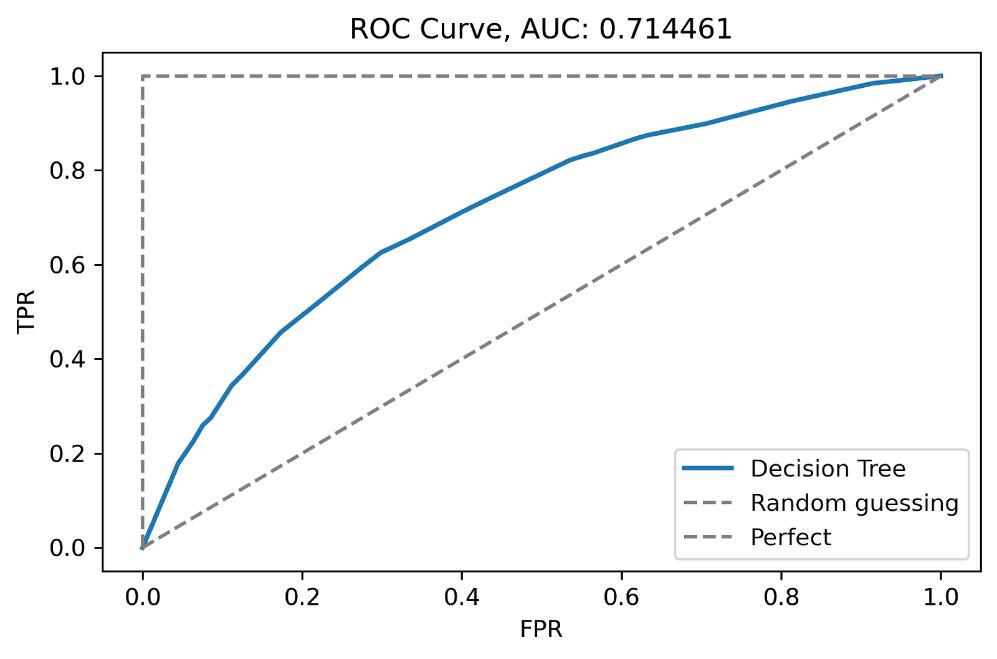 ROC Curve, AUC: 0.714461
1.0
0.8
0.6
0.4
0.2
0.0
TPR
Decision Tree
Random guessing
Perfect
0.0 0.2 0.4 0.6 0.8 1.0
FPR